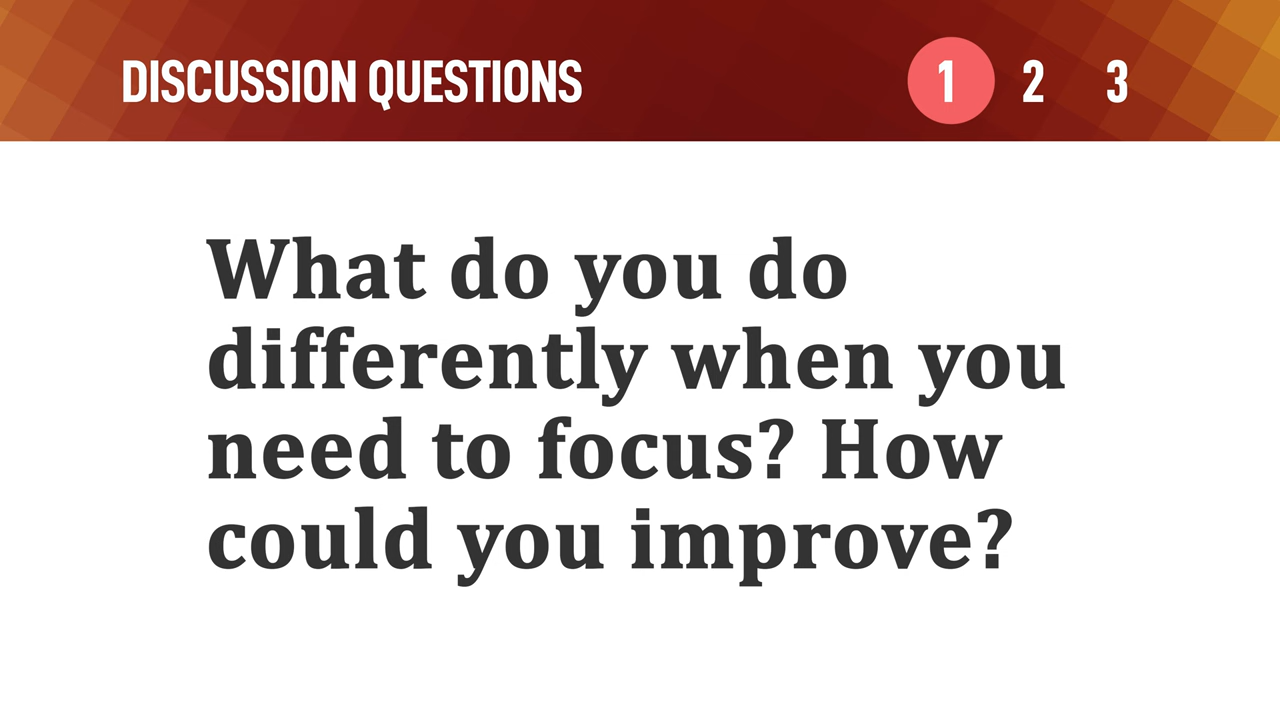 DISCUSSION QUESTIONS 1 2 3
What do you do
differently when you
need to focus? How
could you improve?